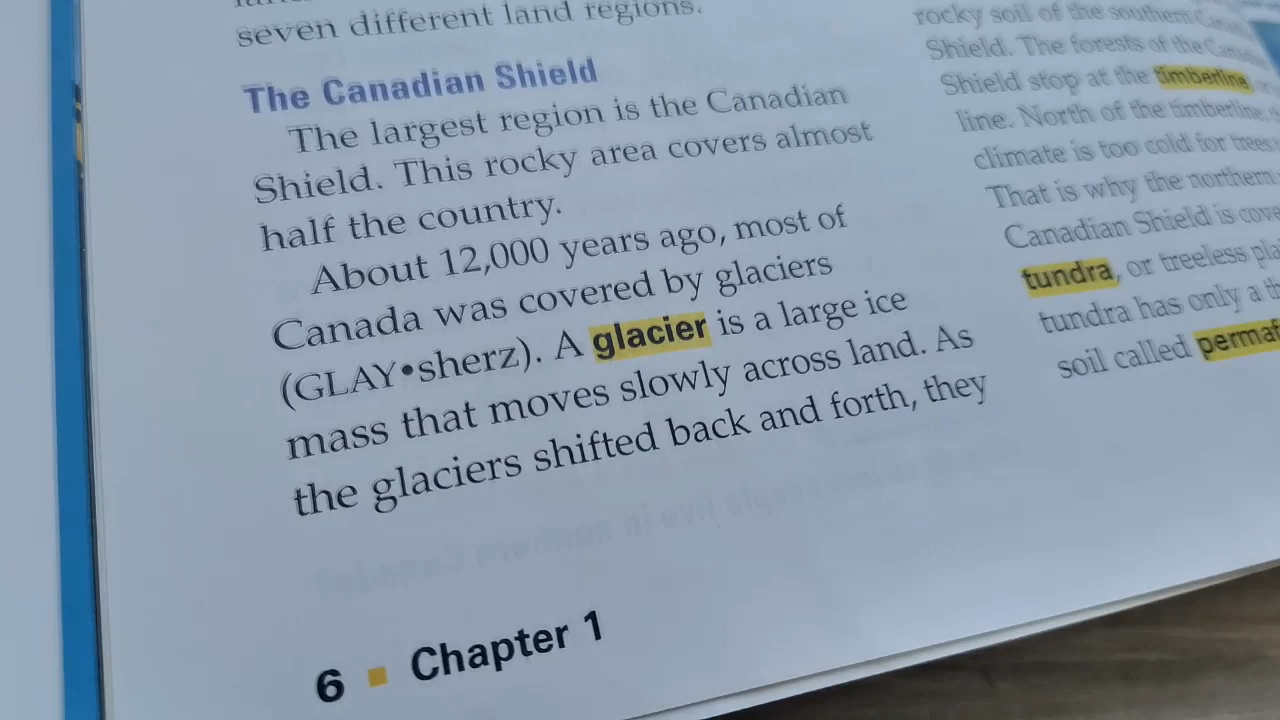 seven different land regions.
The Canadian Shield
The largest region is the Canadian
Shield. This rocky area covers almost
half the country.
About 12,000 years ago, most of
Canada was covered by glaciers
(GLAY•sherz). A glacier is a large ice
mass that moves slowly across land. As
the glaciers shifted back and forth, they
rocky soil of the southern
Shield. The forests of the
Shield stop at the timberline
line. North of the timberline,
climate is too cold for trees
That is why the northern
Canadian Shield is
tundra, or treeless
tundra has only a
soil called
6 ▪ Chapter 1